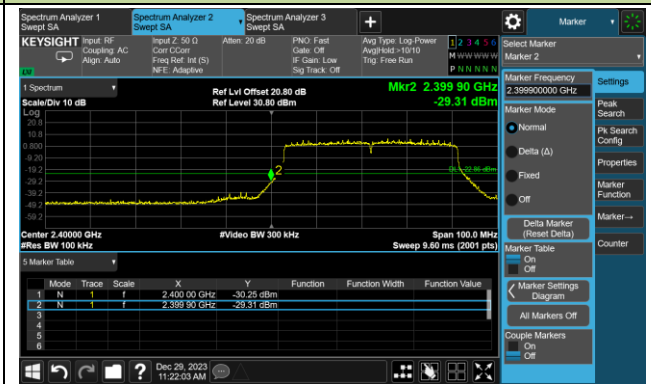 Spectrum Analyzer 1
Swept SA
Spectrum Analyzer 2
Swept SA
Spectrum Analyzer 3
Swept SA
+
Marker
KEYSIGHT
Input: RF
Coupling: AC
Align: Auto
Input Z: 50 Ω
Corr CCorr
Freq Ref: Int (S)
NFE: Adaptive
Atten: 20 dB
PNO: Fast
Gate: Off
IF Gain: Low
Sig Track: Off
Avg Type: Log-Power
Avg|Hold:>10/10
Trig: Free Run
1 2 3 4 5 6
M W W W W W
P N N N N N
LM
Select Marker
Marker 2
1 Spectrum
Scale/Div 10 dB
Log
Ref Lvl Offset 20.80 dB
Ref Level 30.80 dBm
Mkr2 2.399 90 GHz
-29.31 dBm
20.8
10.8
0.800
-9.20
-19.2
-29.2
-39.2
-49.2
-59.2
2
DL1 -22.86 dBm
Center 2.40000 GHz
#Res BW 100 kHz
#Video BW 300 kHz
Span 100.0 MHz
Sweep 9.60 ms (2001 pts)
5 Marker Table
Mode Trace Scale X Y Function Function Width Function Value
1 N 1 f 2.400 00 GHz -30.25 dBm
2 N 1 f 2.399 90 GHz -29.31 dBm
3
4
5
6
Marker Frequency
2.399900000 GHz
Marker Mode
Normal
Delta (Δ)
Fixed
Off
Delta Marker
(Reset Delta)
Marker Table
On
Off
Marker Settings
Diagram
All Markers Off
Couple Markers
On
Off
Settings
Peak
Search
Pk Search
Config
Properties
Marker
Function
Marker→
Counter
?
Dec 29, 2023
11:22:03 AM